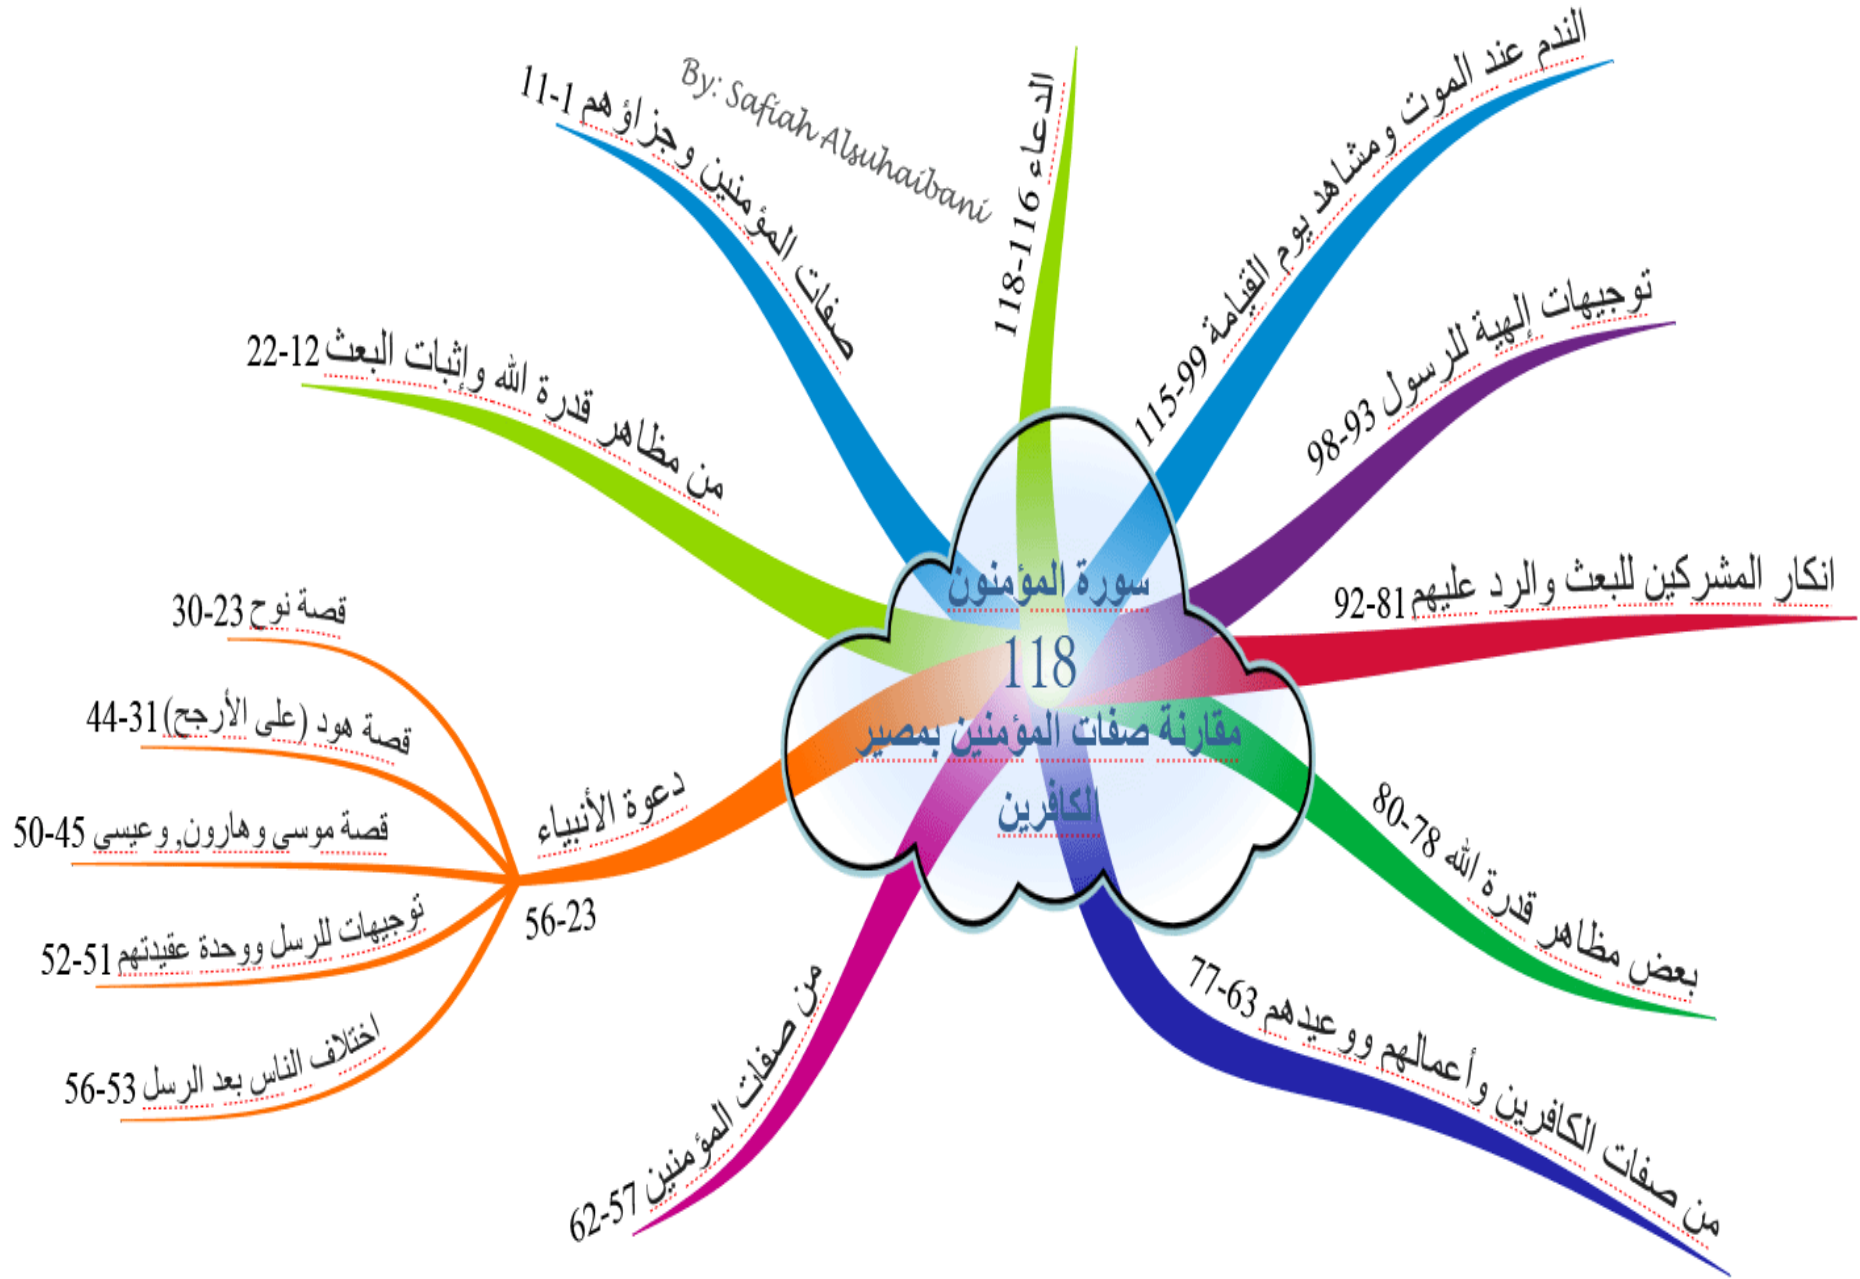 سورة المؤمنون
118
مقارنة صفات المؤمنين بمصير
الكافرين
By: Safiah Alsuhaibani
صفات المؤمنين وجزاؤهم 1-11
من مظاهر قدرة الله وإثبات البعث 12-22
دعوة الأنبياء
23-56
قصة نوح 23-30
قصة هود (على الأرجح) 31-44
قصة موسى وهارون, وعيسى 45-50
توجيهات للرسل ووحدة عقيدتهم 51-52
اختلاف الناس بعد الرسل 53-56
من صفات المؤمنين 57-62
من صفات الكافرين وأعمالهم ووعيدهم 63-77
بعض مظاهر قدرة الله 78-80
انكار المشركين للبعث والرد عليهم 81-92
توجيهات إلهية للرسول 93-98
الندم عند الموت ومشاهد يوم القيامة 99-115
الدعاء 116-118